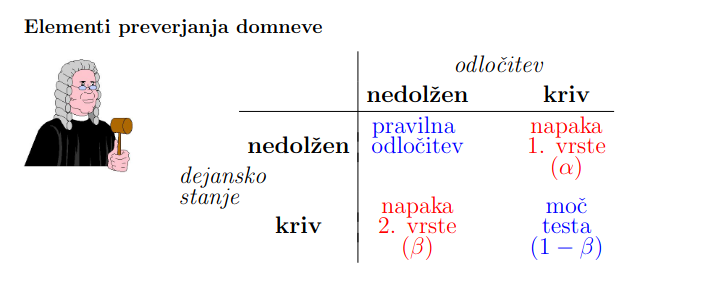 Elementi preverjanja domneve
odločitev
nedolžen kriv
nedolžen pravilna odločitev napaka 1. vrste (α)
dejansko stanje
kriv napaka 2. vrste (β) moč testa (1 − β)